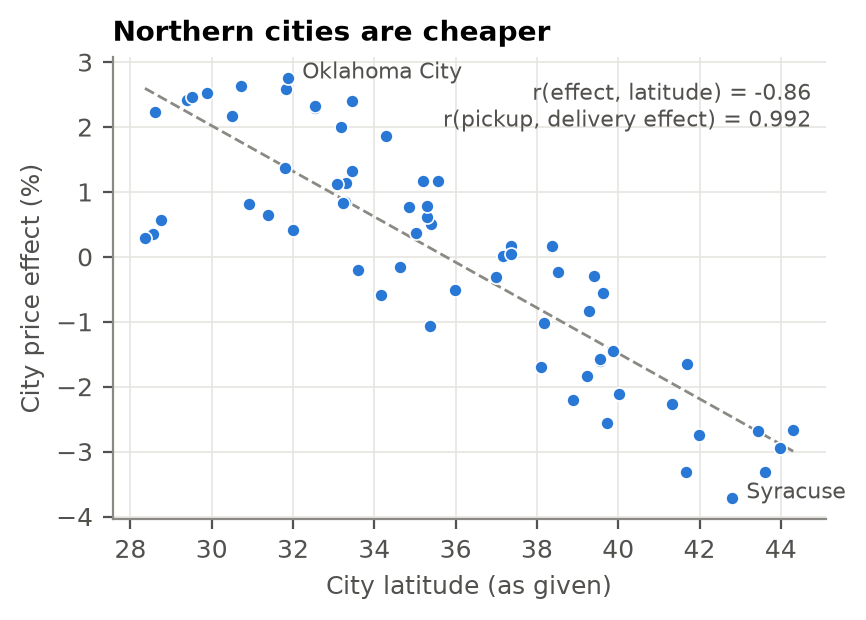 Northern cities are cheaper
3
2
1
0
−1
−2
−3
−4
City price effect (%)
Oklahoma City
r(effect, latitude) = -0.86
r(pickup, delivery effect) = 0.992
Syracuse
28 30 32 34 36 38 40 42 44
City latitude (as given)